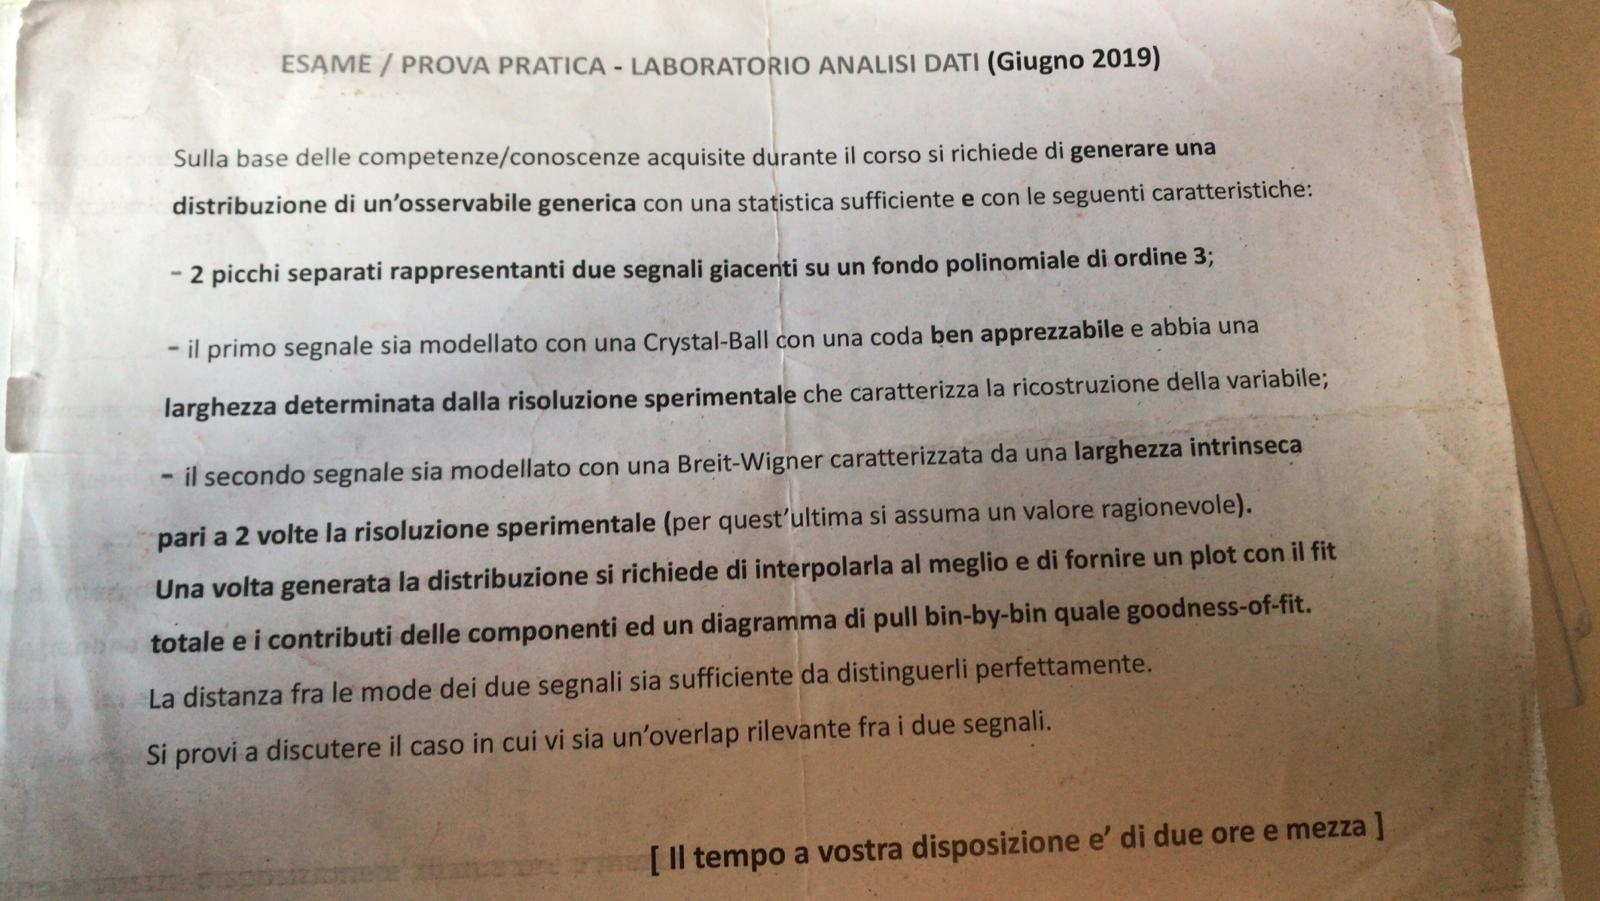 ESAME / PROVA PRATICA - LABORATORIO ANALISI DATI (Giugno 2019)
Sulla base delle competenze/conoscenze acquisite durante il corso si richiede di generare una
distribuzione di un'osservabile generica con una statistica sufficiente e con le seguenti caratteristiche:
- 2 picchi separati rappresentanti due segnali giacenti su un fondo polinomiale di ordine 3;
- il primo segnale sia modellato con una Crystal-Ball con una coda ben apprezzabile e abbia una
larghezza determinata dalla risoluzione sperimentale che caratterizza la ricostruzione della variabile;
- il secondo segnale sia modellato con una Breit-Wigner caratterizzata da una larghezza intrinseca
pari a 2 volte la risoluzione sperimentale (per quest'ultima si assuma un valore ragionevole).
Una volta generata la distribuzione si richiede di interpolarla al meglio e di fornire un plot con il fit
totale e i contributi delle componenti ed un diagramma di pull bin-by-bin quale goodness-of-fit.
La distanza fra le mode dei due segnali sia sufficiente da distinguerli perfettamente.
Si provi a discutere il caso in cui vi sia un'overlap rilevante fra i due segnali.
[ Il tempo a vostra disposizione e' di due ore e mezza ]